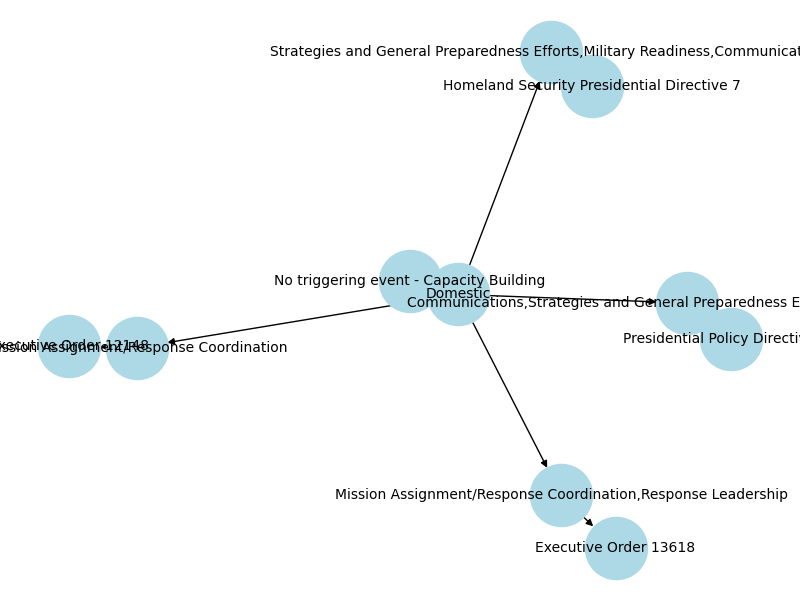 Strategies and General Preparedness Efforts,Military Readiness,Communicat
Homeland Security Presidential Directive 7
No triggering event - Capacity Building
Domestic
Communications,Strategies and General Preparedness E
Presidential Policy Directiv
Executive Order 12148
ission Assignment/Response Coordination
Mission Assignment/Response Coordination,Response Leadership
Executive Order 13618